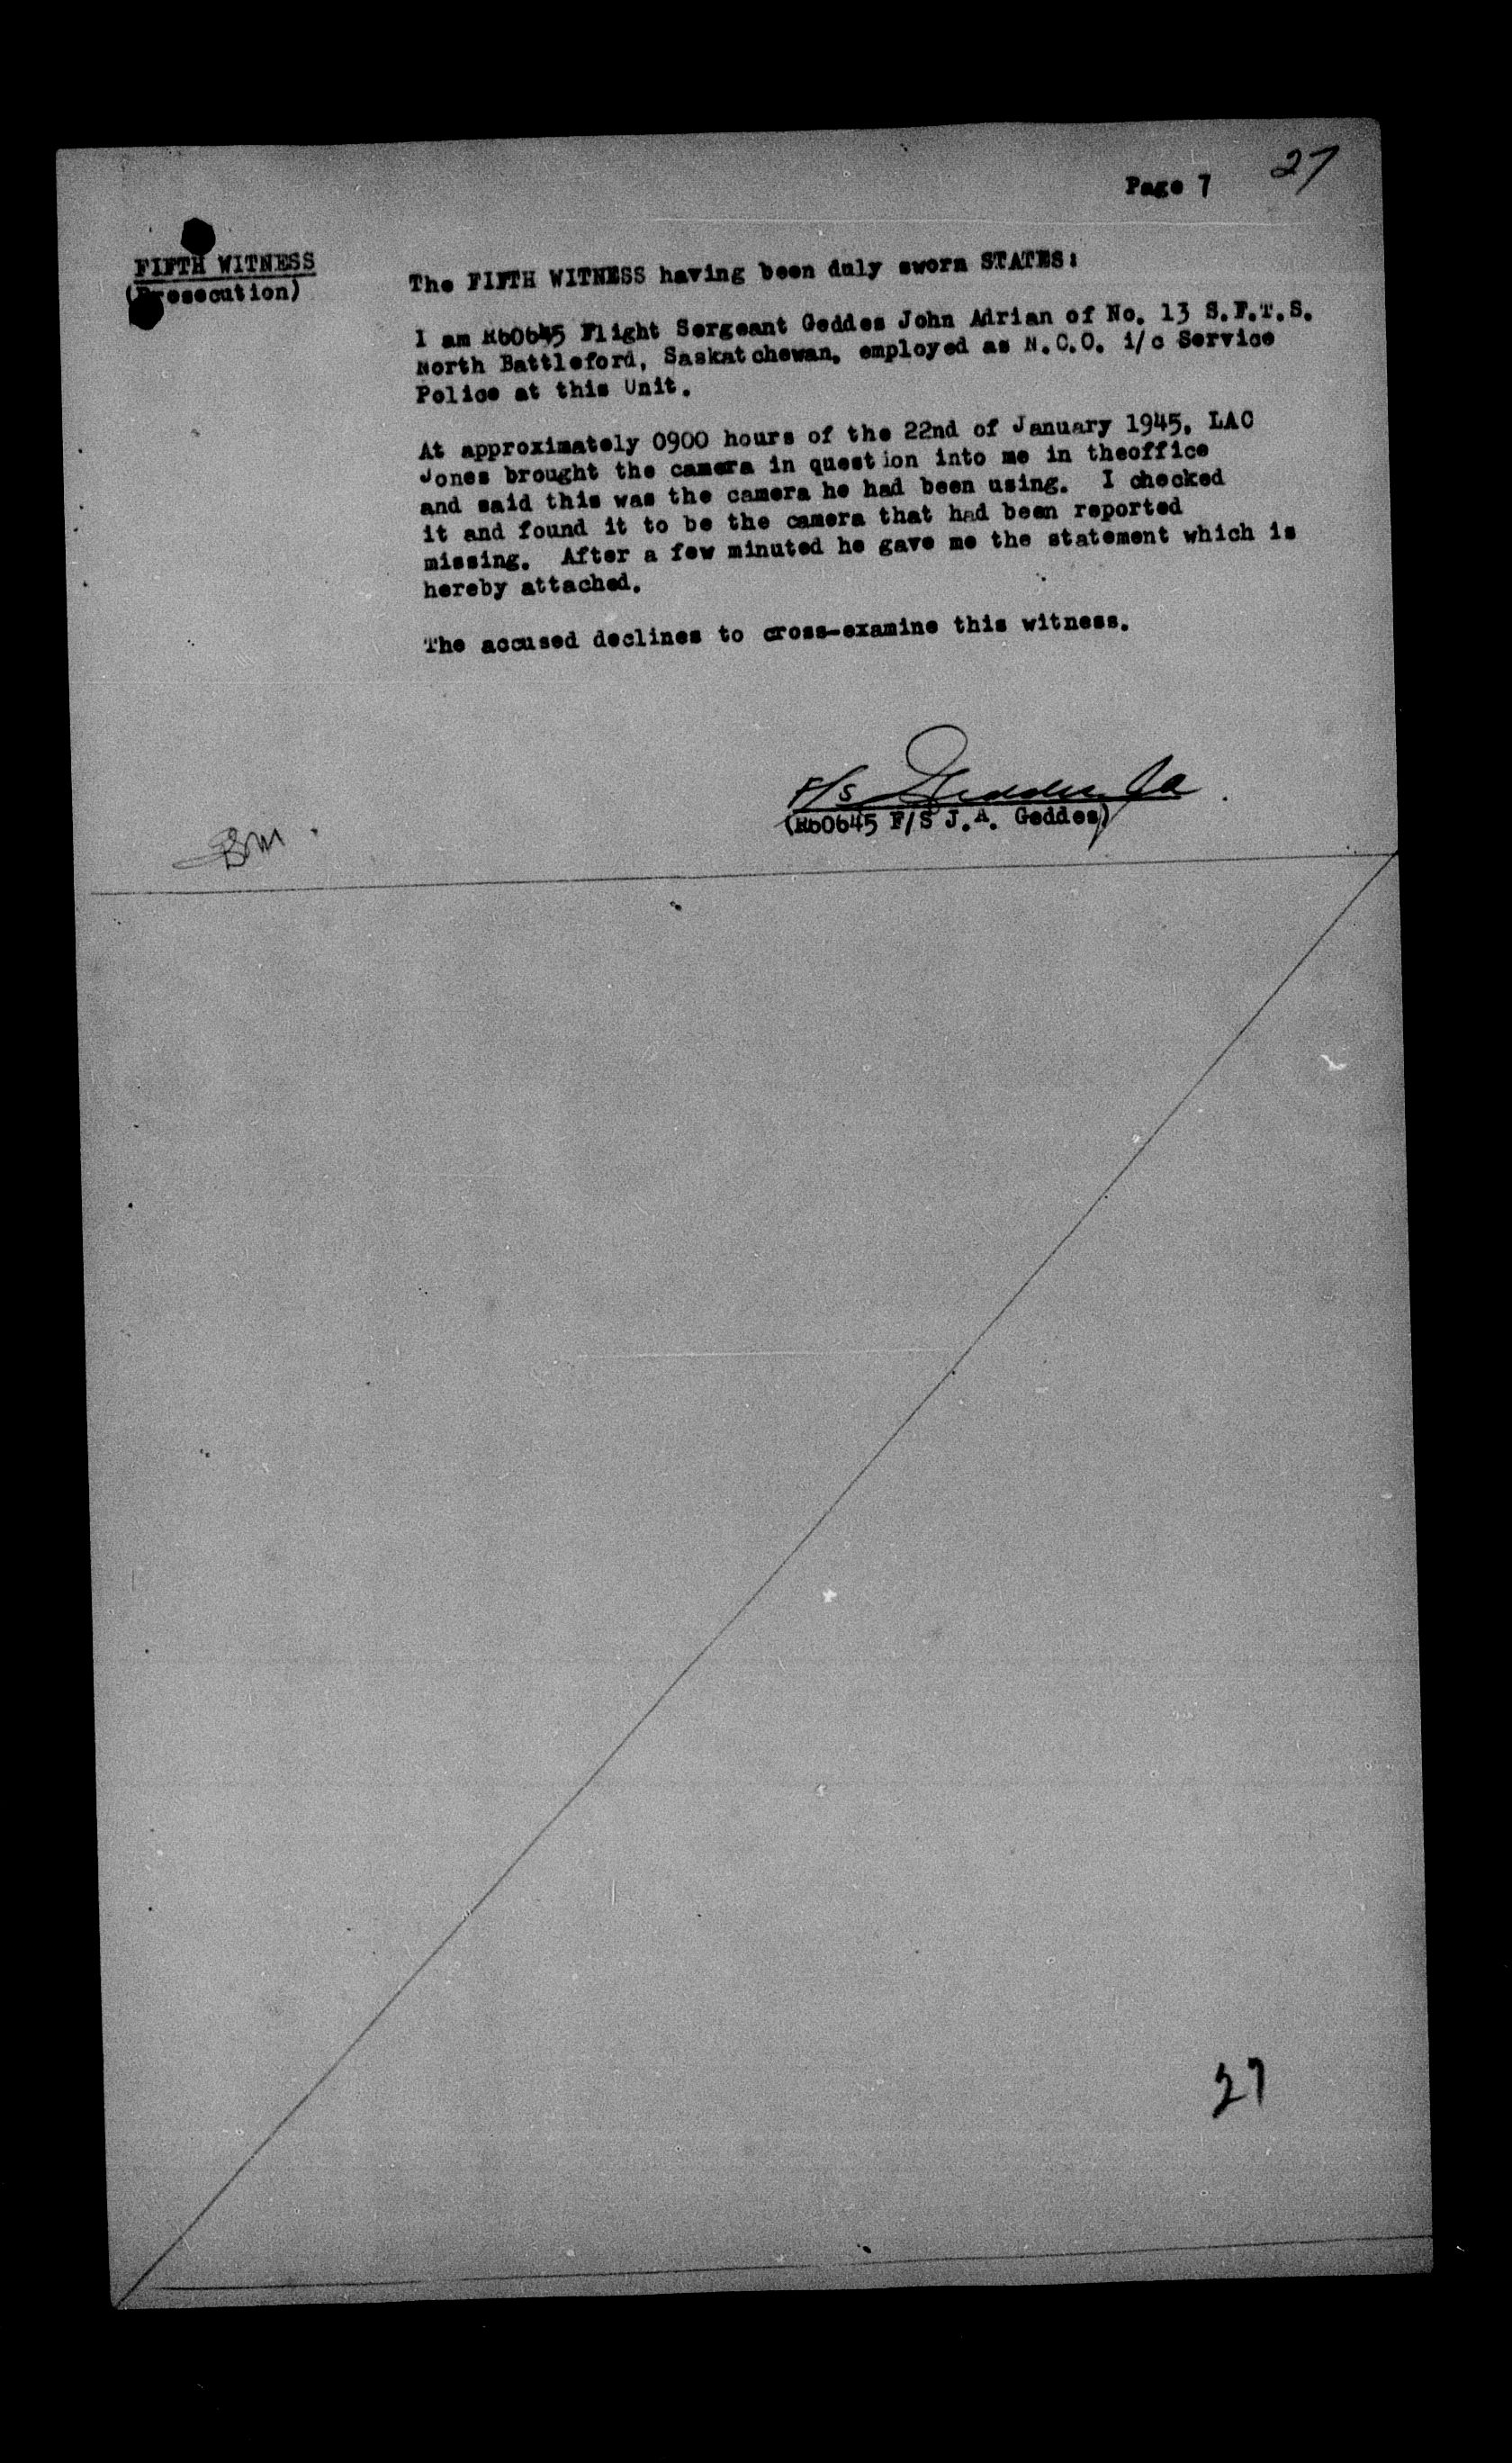 27
Page 7
FIFTH WITNESS
(Prosecution)
The FIFTH WITNESS having been duly sworn STATES:
I am R60645 Flight Sergeant Geddes John Adrian of No. 13 S.F.T.S.
North Battleford, Saskatchewan, employed as N.C.O. i/c Service
Police at this Unit.
At approximately 0900 hours of the 22nd of January 1945, LAC
Jones brought the camera in question into me in theoffice
and said this was the camera he had been using. I checked
it and found it to be the camera that had been reported
missing. After a few minuted he gave me the statement which is
hereby attached.
The accused declines to cross-examine this witness.
F/S Geddes JA
(R60645 F/S J.A. Geddes)
27